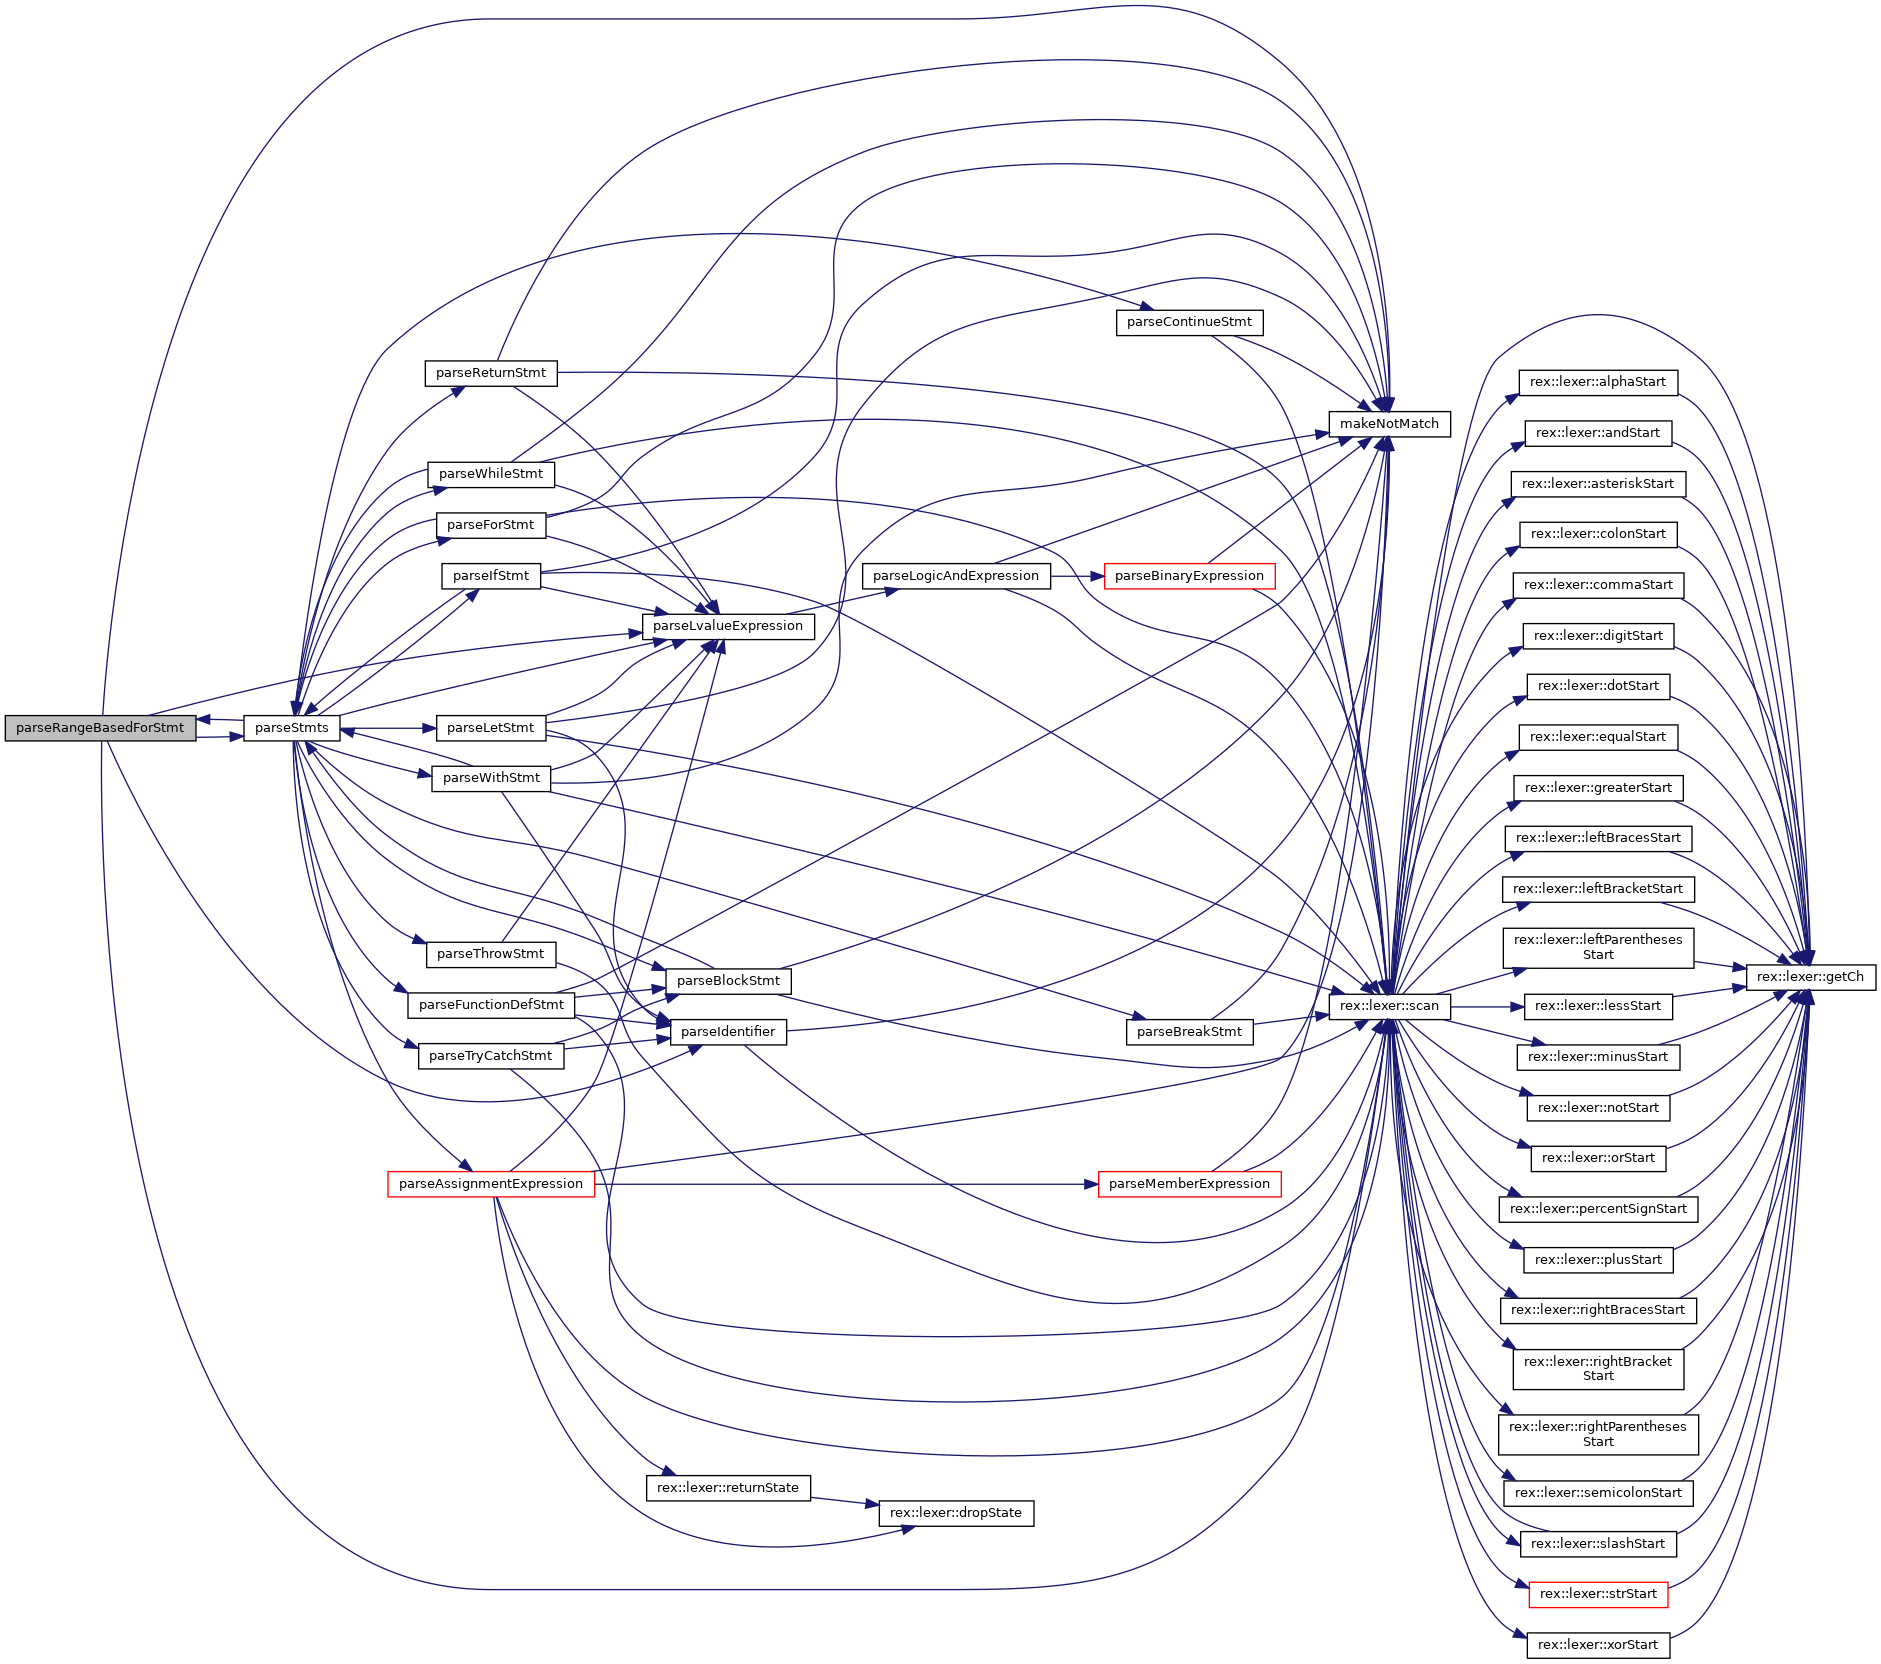 parseRangeBasedForStmt
parseStmts
parseReturnStmt
parseWhileStmt
parseForStmt
parseIfStmt
parseLetStmt
parseWithStmt
parseThrowStmt
parseFunctionDefStmt
parseTryCatchStmt
parseAssignmentExpression
parseLvalueExpression
parseBlockStmt
parseIdentifier
rex::lexer::returnState
parseLogicAndExpression
rex::lexer::dropState
parseContinueStmt
parseBinaryExpression
parseBreakStmt
parseMemberExpression
makeNotMatch
rex::lexer::scan
rex::lexer::alphaStart
rex::lexer::andStart
rex::lexer::asteriskStart
rex::lexer::colonStart
rex::lexer::commaStart
rex::lexer::digitStart
rex::lexer::dotStart
rex::lexer::equalStart
rex::lexer::greaterStart
rex::lexer::leftBracesStart
rex::lexer::leftBracketStart
rex::lexer::leftParentheses
Start
rex::lexer::lessStart
rex::lexer::minusStart
rex::lexer::notStart
rex::lexer::orStart
rex::lexer::percentSignStart
rex::lexer::plusStart
rex::lexer::rightBracesStart
rex::lexer::rightBracket
Start
rex::lexer::rightParentheses
Start
rex::lexer::semicolonStart
rex::lexer::slashStart
rex::lexer::strStart
rex::lexer::xorStart
rex::lexer::getCh